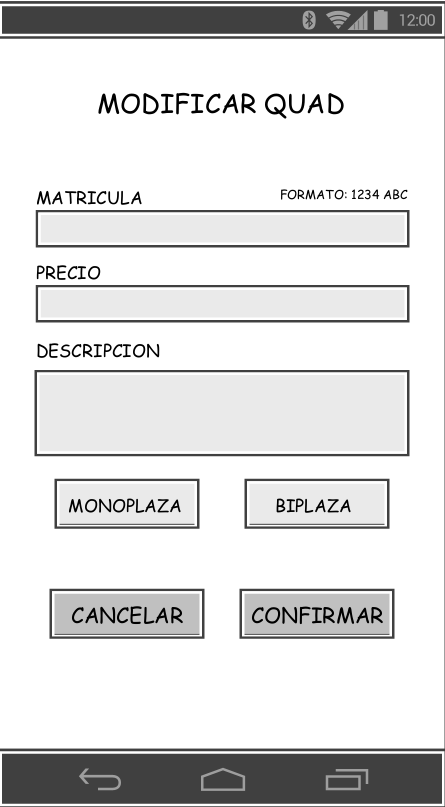 12:00
MODIFICAR QUAD
MATRICULA FORMATO: 1234 ABC
PRECIO
DESCRIPCION
MONOPLAZA BIPLAZA
CANCELAR CONFIRMAR